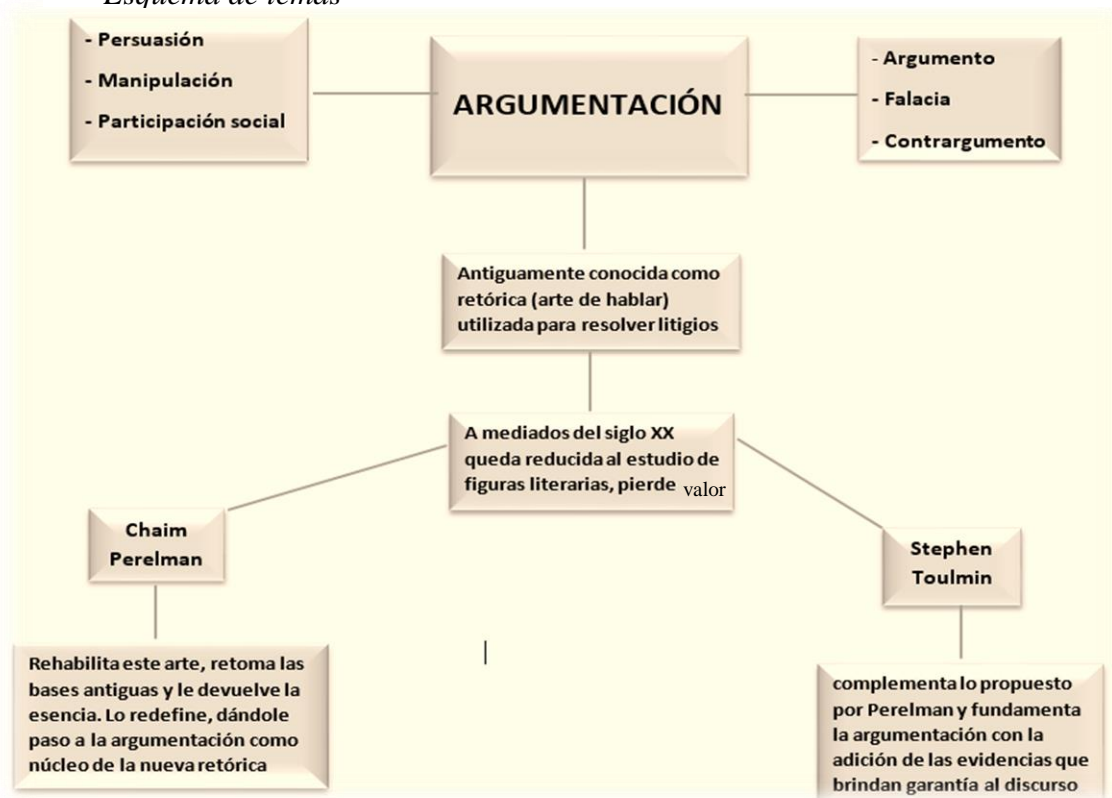 Esquema de temas
- Persuasión
- Manipulación
- Participación social
ARGUMENTACIÓN
- Argumento
- Falacia
- Contrargumento
Antiguamente conocida como
retórica (arte de hablar)
utilizada para resolver litigios
A mediados del siglo XX
queda reducida al estudio de
figuras literarias, pierde valor
Chaim
Perelman
Stephen
Toulmin
Rehabilita este arte, retoma las
bases antiguas y le devuelve la
esencia. Lo redefine, dándole
paso a la argumentación como
núcleo de la nueva retórica
complementa lo propuesto
por Perelman y fundamenta
la argumentación con la
adición de las evidencias que
brindan garantía al discurso